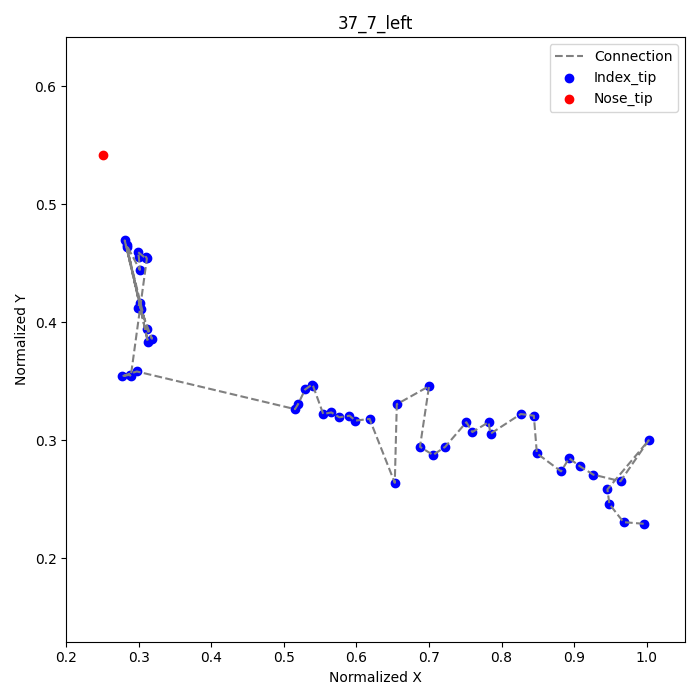 37_7_left
Connection
Index_tip
Nose_tip
Normalized Y
0.6
0.5
0.4
0.3
0.2
0.2 0.3 0.4 0.5 0.6 0.7 0.8 0.9 1.0
Normalized X